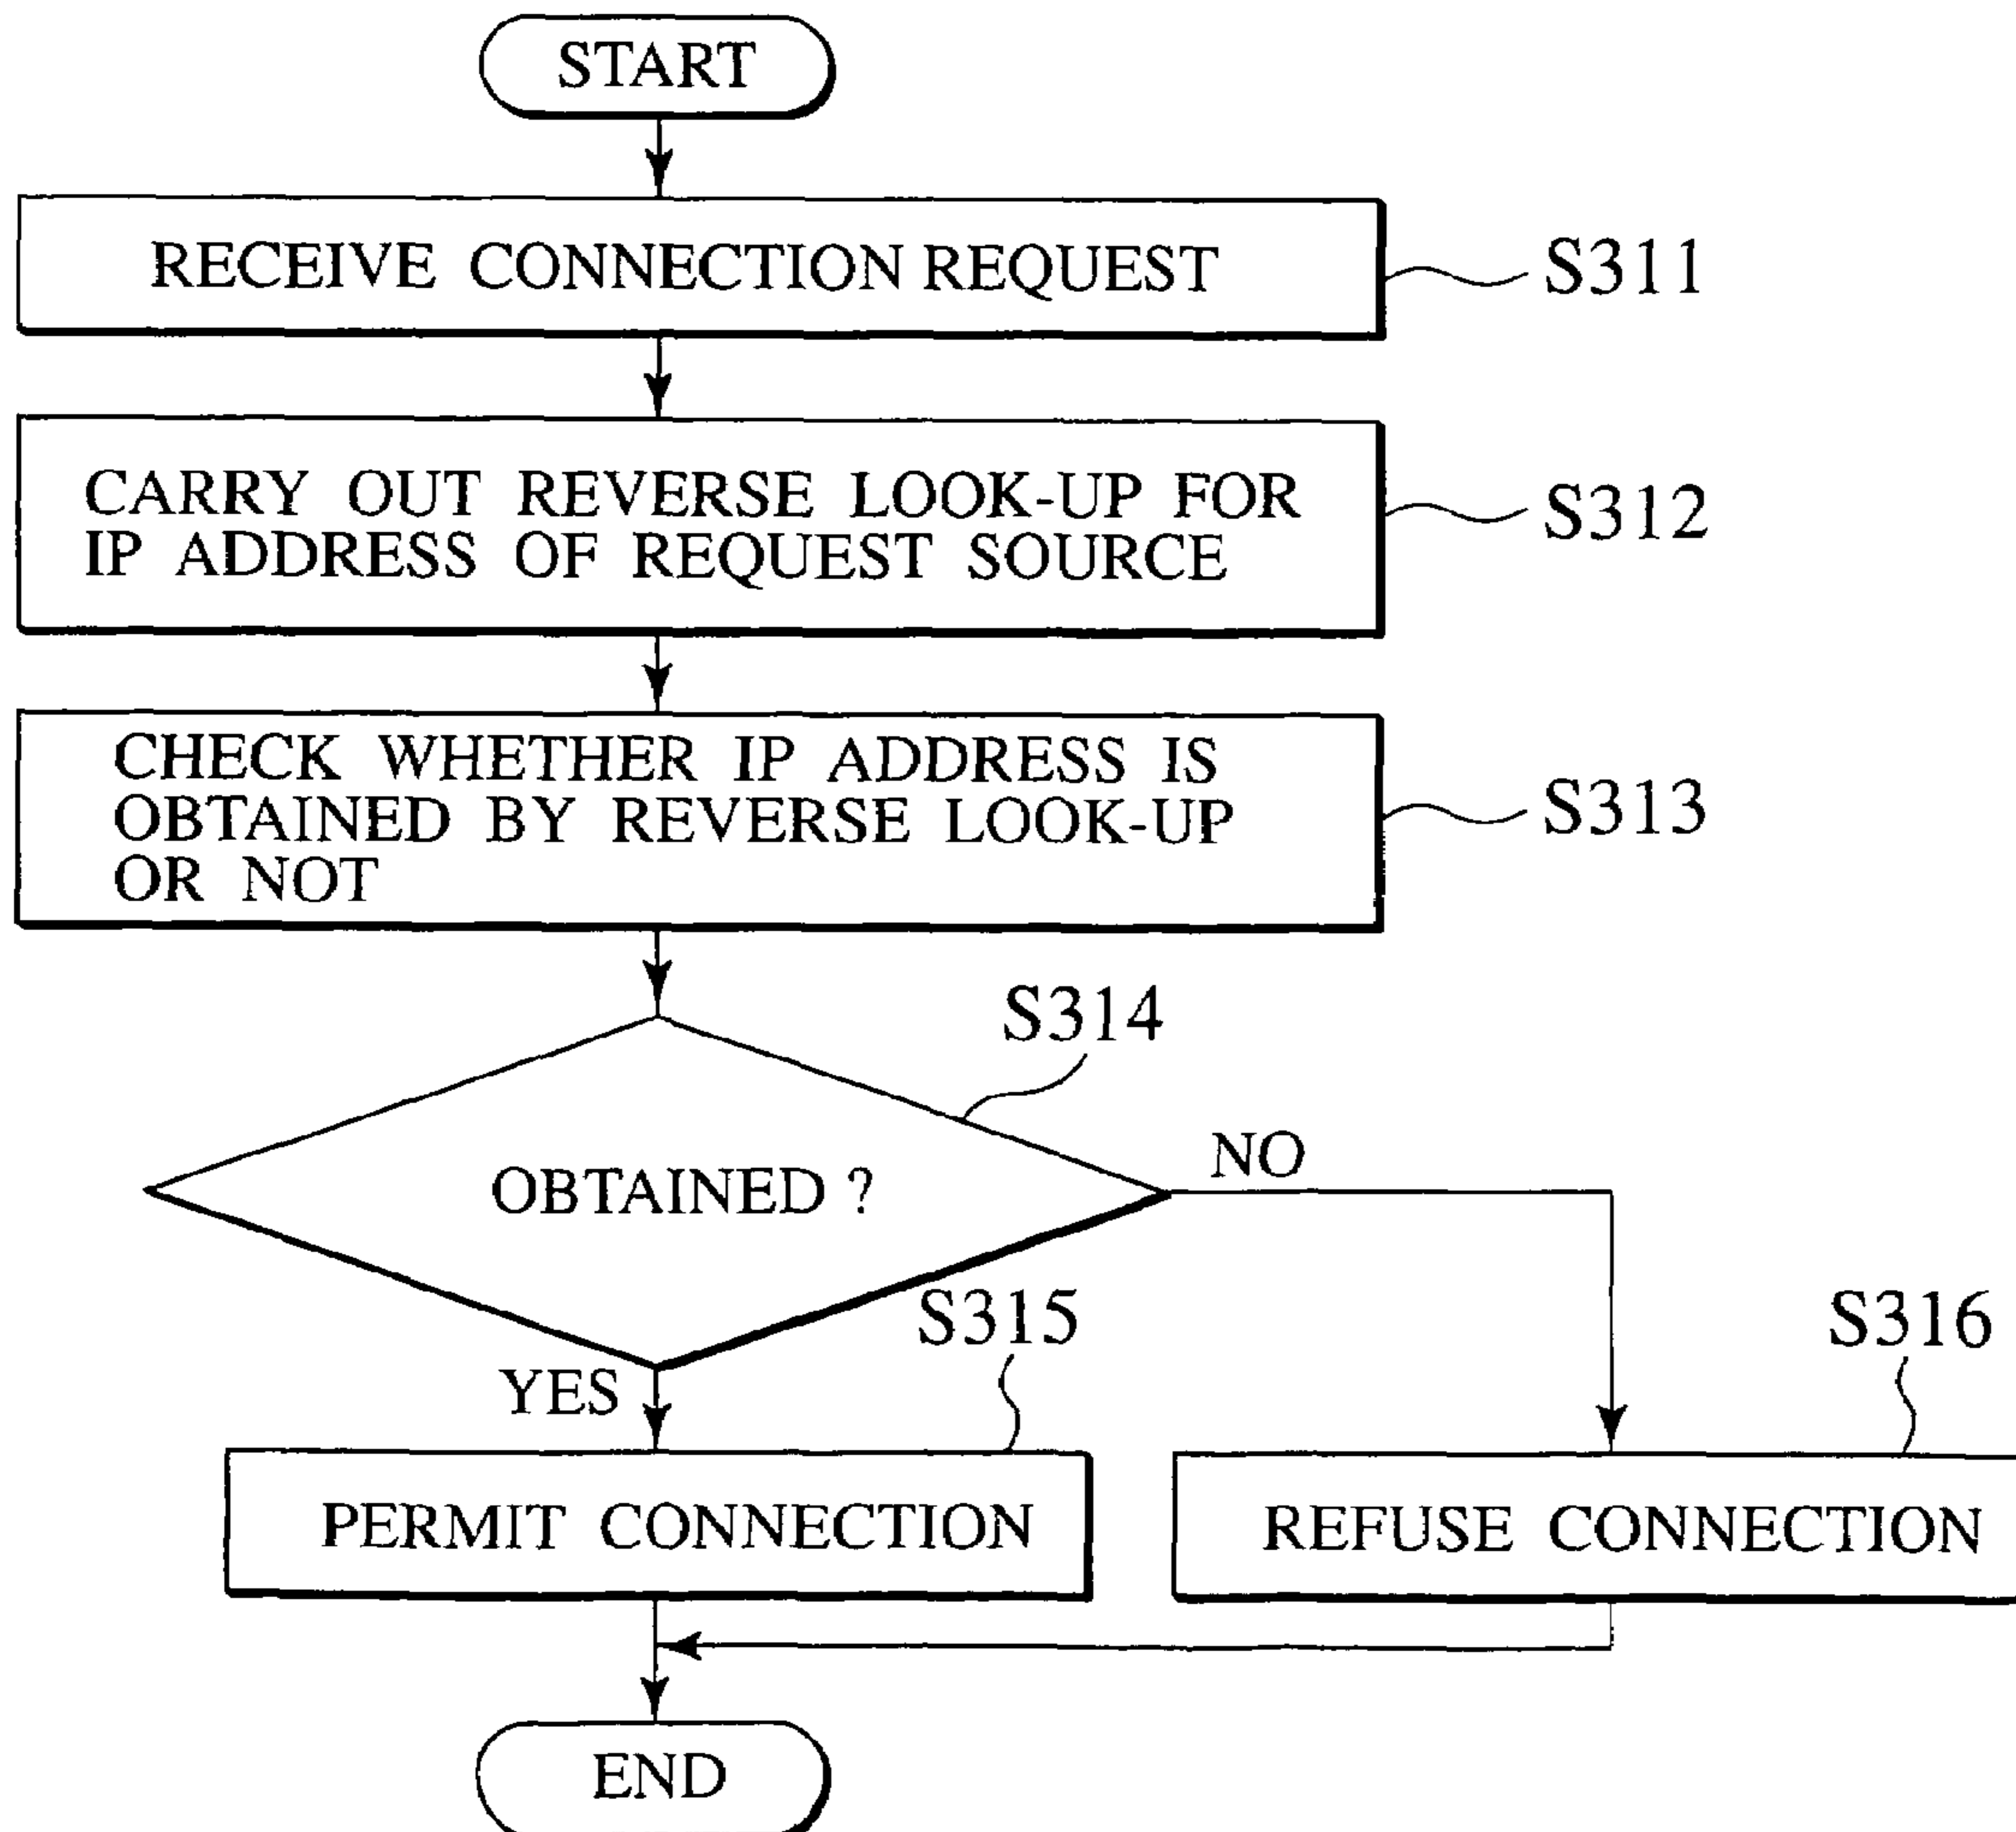 START
RECEIVE CONNECTION REQUEST
S311
CARRY OUT REVERSE LOOK-UP FOR
IP ADDRESS OF REQUEST SOURCE
S312
CHECK WHETHER IP ADDRESS IS
OBTAINED BY REVERSE LOOK-UP
OR NOT
S313
S314
OBTAINED ?
NO
YES
S315
S316
PERMIT CONNECTION
REFUSE CONNECTION
END